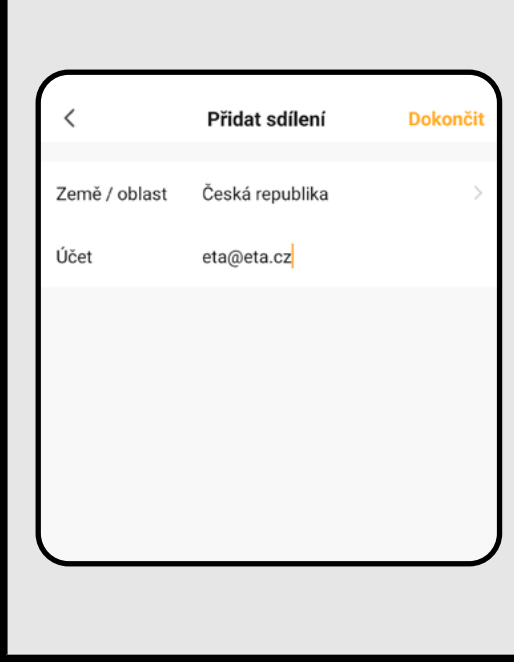 Přidat sdílení Dokončit
Země / oblast Česká republika
Účet eta@eta.cz